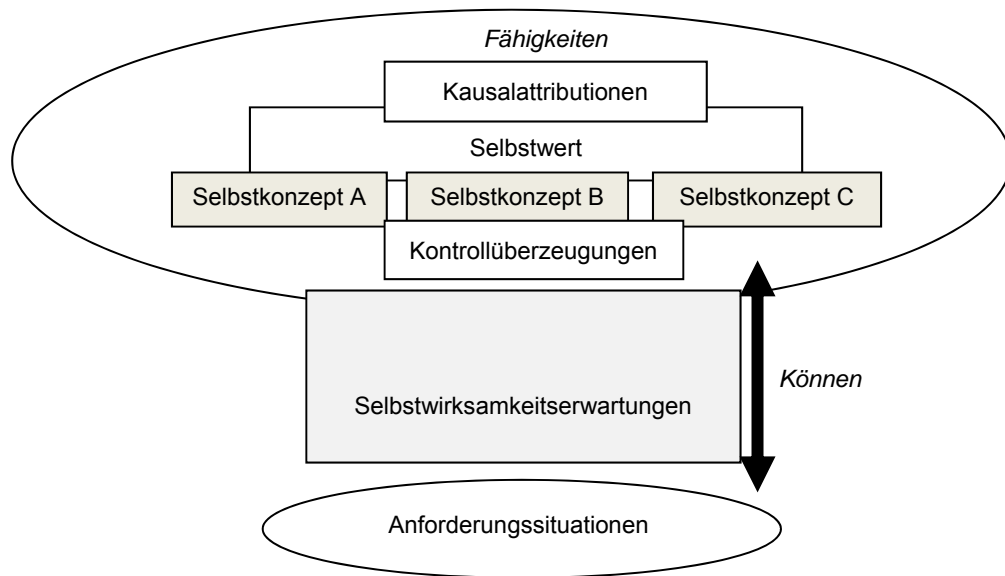 Fähigkeiten
Kausalattributionen
Selbstwert
Selbstkonzept A
Selbstkonzept B
Selbstkonzept C
Kontrollüberzeugungen
Können
Selbstwirksamkeitserwartungen
Anforderungssituationen